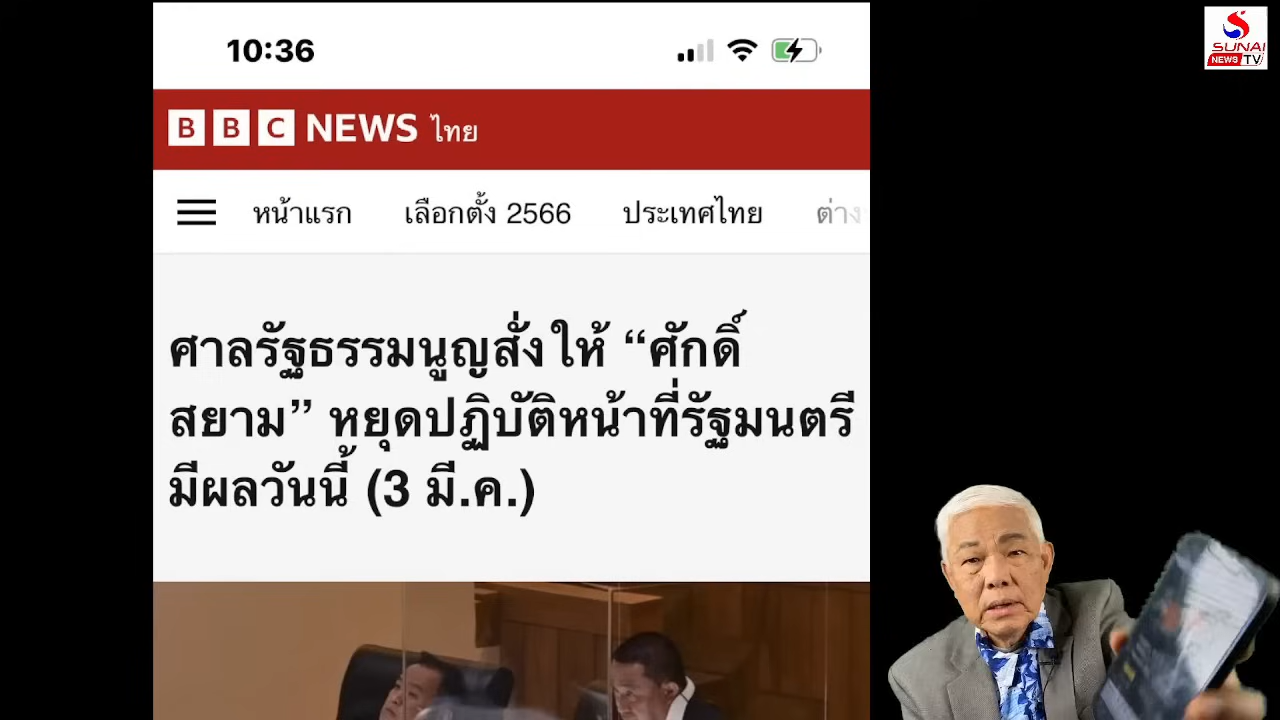 10:36
SUNAI
NEWS TV
BBC NEWS ไทย
หน้าแรก เลือกตั้ง 2566 ประเทศไทย ต่าง
ศาลรัฐธรรมนูญสั่งให้ “ศักดิ์
สยาม” หยุดปฏิบัติหน้าที่รัฐมนตรี
มีผลวันนี้ (3 มี.ค.)